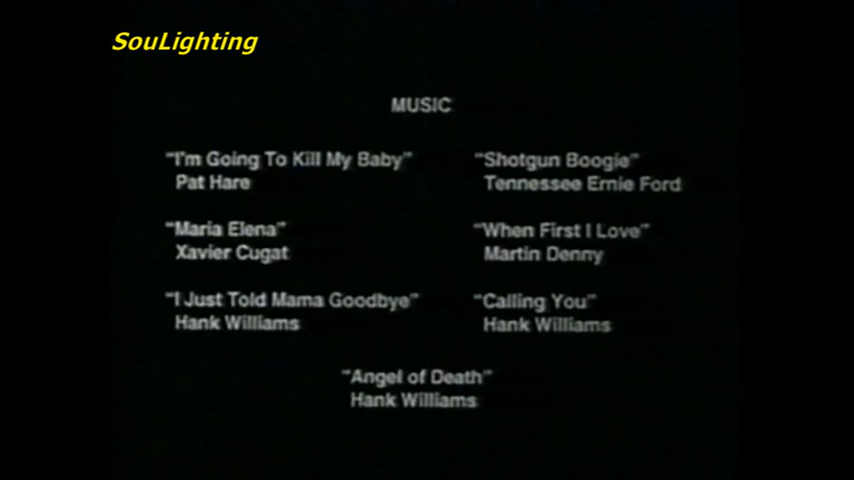 SouLighting
MUSIC
"I'm Going To Kill My Baby"
Pat Hare
"Shotgun Boogie"
Tennessee Ernie Ford
"Maria Elena"
Xavier Cugat
"When First I Love"
Martin Denny
"I Just Told Mama Goodbye"
Hank Williams
"Calling You"
Hank Williams
"Angel of Death"
Hank Williams